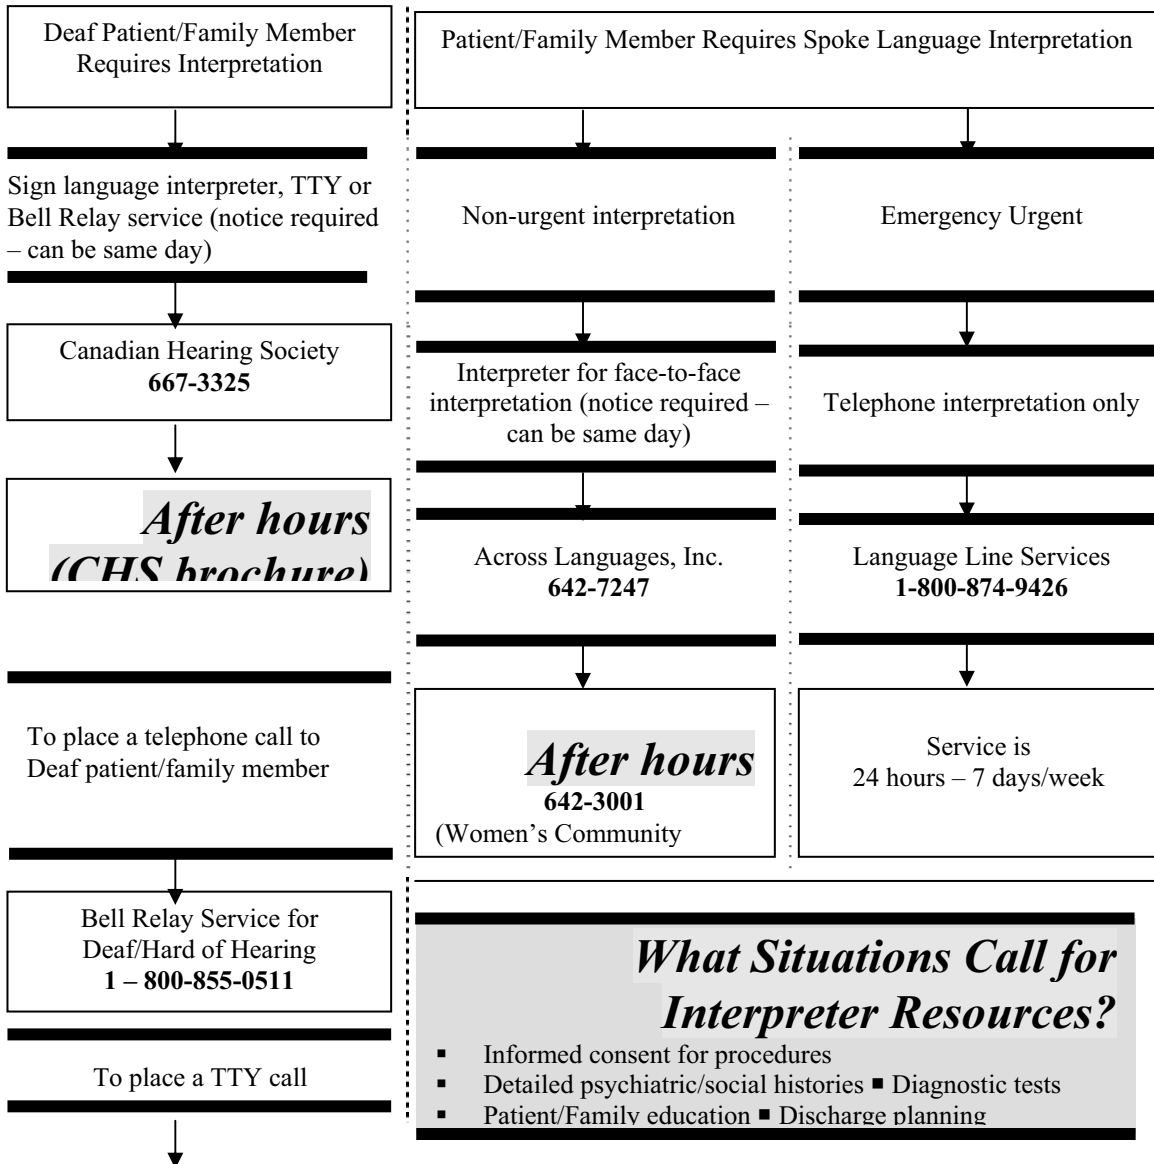 Deaf Patient/Family Member
Requires Interpretation
Sign language interpreter, TTY or
Bell Relay service (notice required
– can be same day)
Canadian Hearing Society
667-3325
After hours
(CHS brochure)
To place a telephone call to
Deaf patient/family member
Bell Relay Service for
Deaf/Hard of Hearing
1 – 800-855-0511
To place a TTY call
Patient/Family Member Requires Spoke Language Interpretation
Non-urgent interpretation
Interpreter for face-to-face
interpretation (notice required –
can be same day)
Across Languages, Inc.
642-7247
After hours
642-3001
(Women’s Community
Emergency Urgent
Telephone interpretation only
Language Line Services
1-800-874-9426
Service is
24 hours – 7 days/week
What Situations Call for
Interpreter Resources?
▪ Informed consent for procedures
▪ Detailed psychiatric/social histories ▪ Diagnostic tests
▪ Patient/Family education ▪ Discharge planning